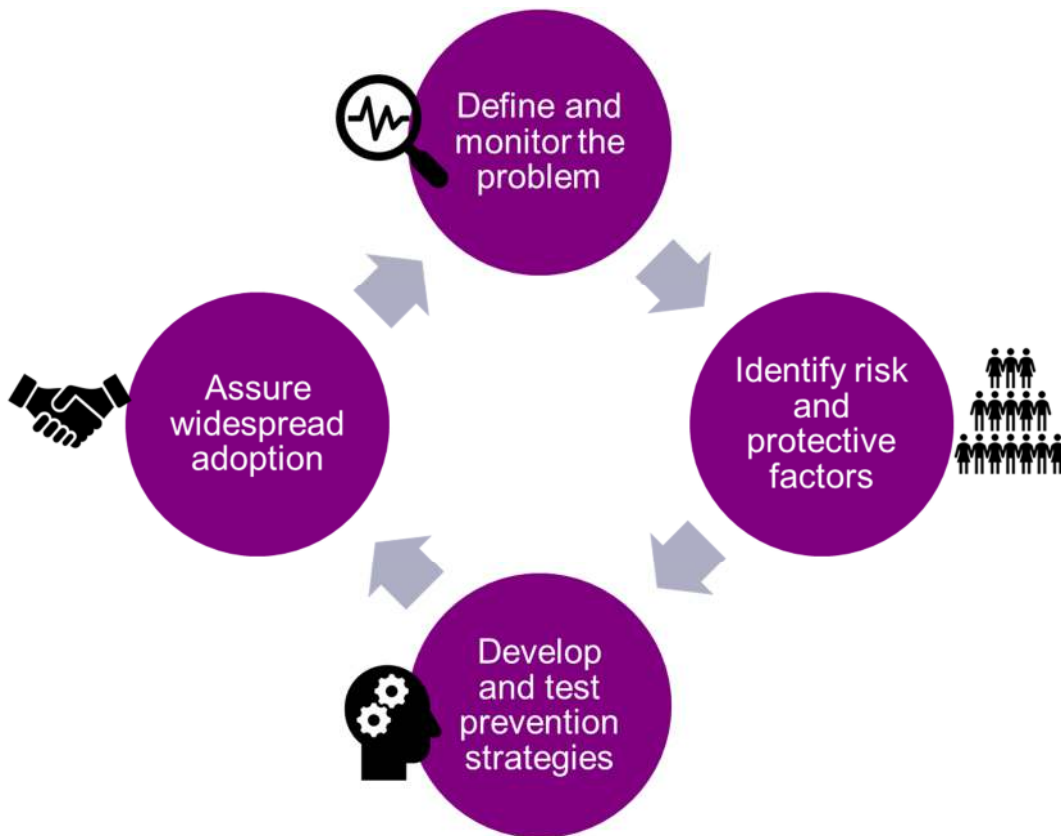 Define and
monitor the
problem
Identify risk
and
protective
factors
Develop
and test
prevention
strategies
Assure
widespread
adoption